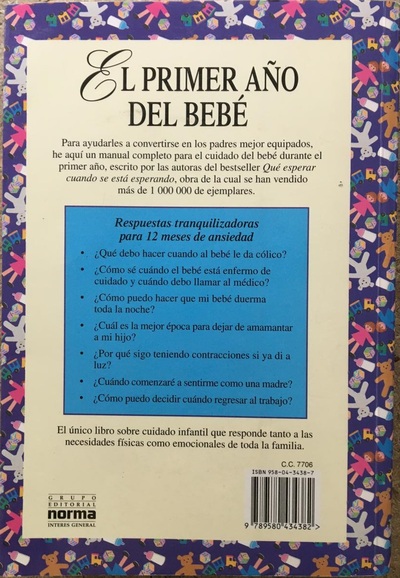 EL PRIMER AÑO
DEL BEBÉ
Para ayudarles a convertirse en los padres mejor equipados,
he aquí un manual completo para el cuidado del bebé durante el
primer año, escrito por las autoras del bestseller Qué esperar
cuando se está esperando, obra de la cual se han vendido
más de 1 000 000 de ejemplares.
Respuestas tranquilizadoras
para 12 meses de ansiedad
• ¿Qué debo hacer cuando al bebé le da cólico?
• ¿Cómo sé cuándo el bebé está enfermo de
cuidado y cuándo debo llamar al médico?
• ¿Cómo puedo hacer que mi bebé duerma
toda la noche?
• ¿Cuál es la mejor época para dejar de amamantar
a mi hijo?
• ¿Por qué sigo teniendo contracciones si ya di a
luz?
• ¿Cuándo comenzaré a sentirme como una madre?
• ¿Cómo puedo decidir cuándo regresar al trabajo?
El único libro sobre cuidado infantil que responde tanto a las
necesidades físicas como emocionales de toda la familia.
C.C. 7706
ISBN 958-04-3438-7
9 789580 434382 >
GRUPO
EDITORIAL
norma
INTERES GENERAL